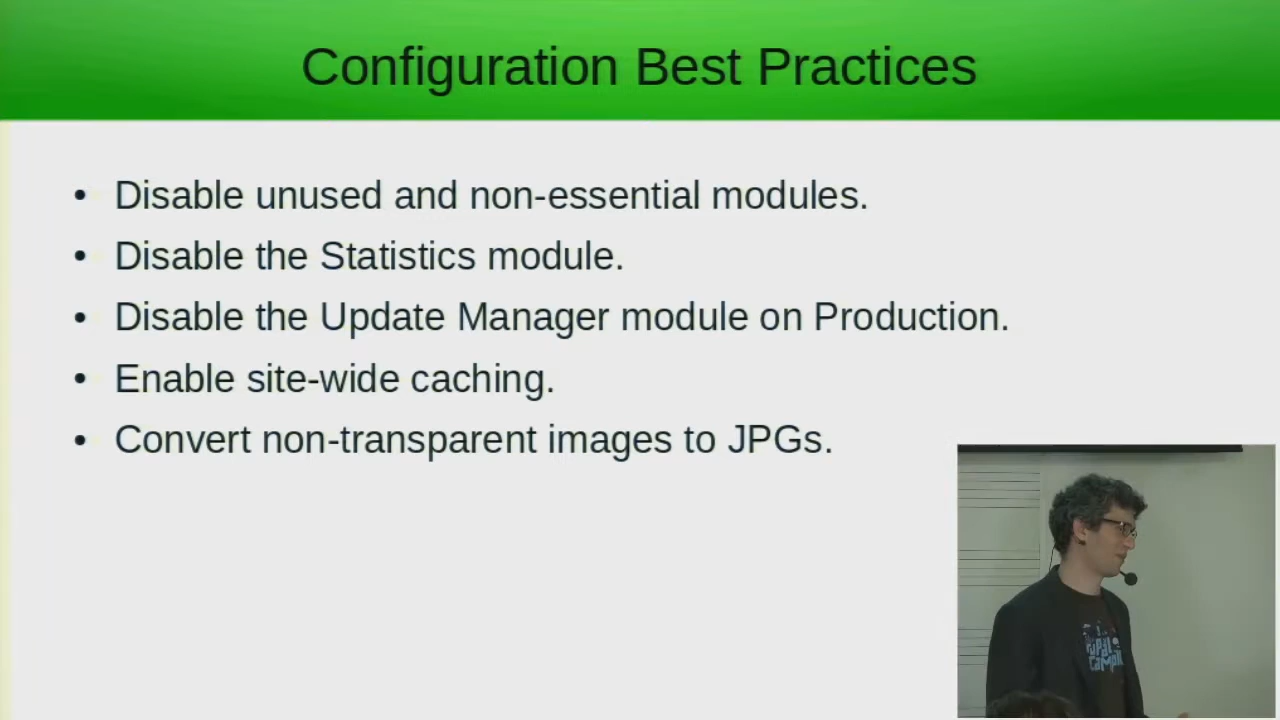 Configuration Best Practices
• Disable unused and non-essential modules.
• Disable the Statistics module.
• Disable the Update Manager module on Production.
• Enable site-wide caching.
• Convert non-transparent images to JPGs.